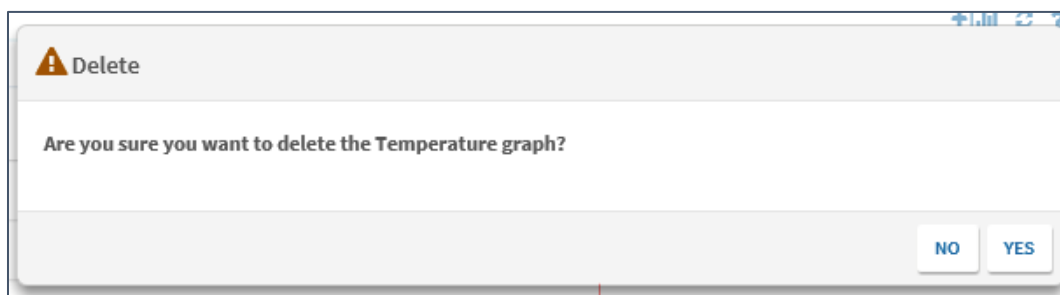 Delete
Are you sure you want to delete the Temperature graph?
NO YES